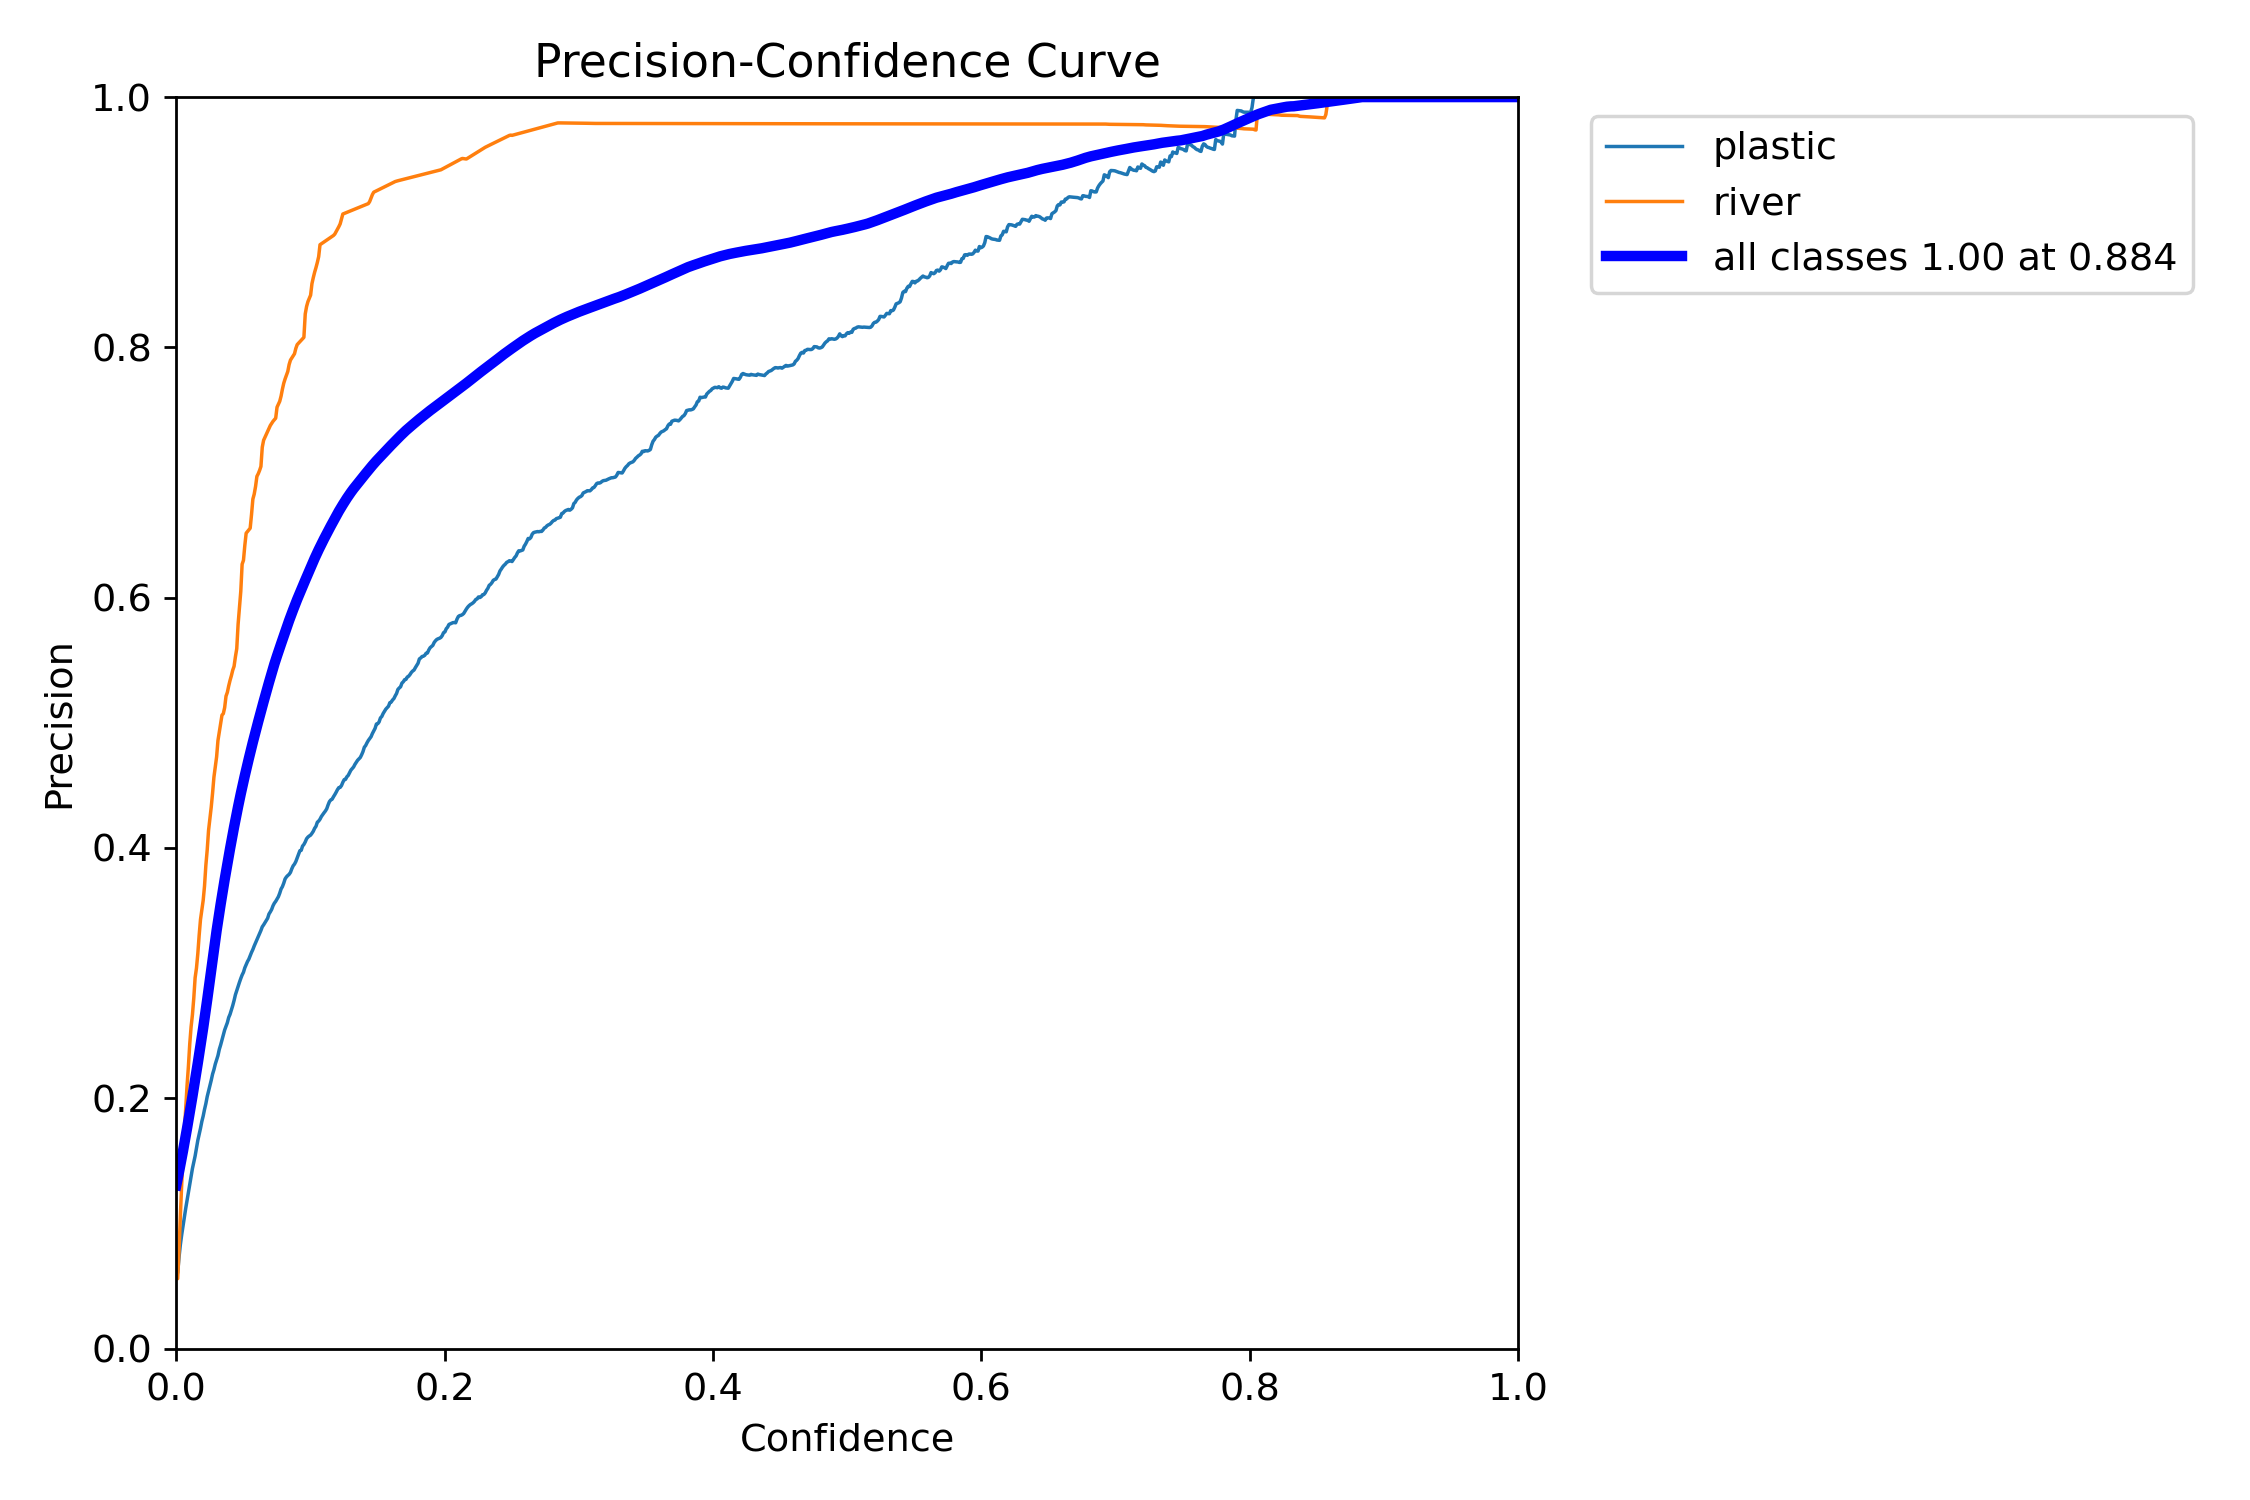 Precision-Confidence Curve
1.0
0.8
0.6
0.4
0.2
0.0
Precision
0.0 0.2 0.4 0.6 0.8 1.0
Confidence
plastic
river
all classes 1.00 at 0.884